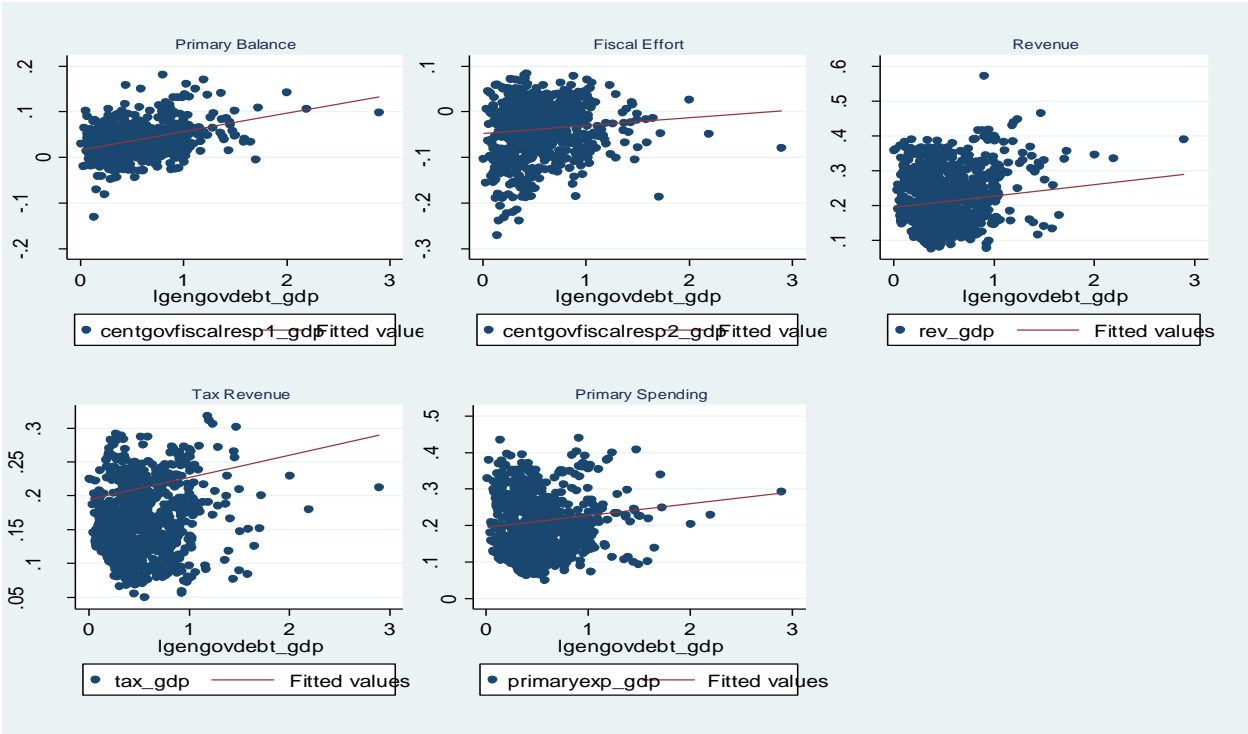 Primary Balance
.2
.1
0
-.1
-.2
0 1 2 3
lgengovdebt_gdp
centgovfiscalresp1_gdp Fitted value
Fiscal Effort
.1
0
-.1
-.2
-.3
0 1 2 3
lgengovdebt_gdp
centgovfiscalresp2_gdp Fitted value
Revenue
.6
.5
.4
.3
.2
.1
0 1 2 3
lgengovdebt_gdp
rev_gdp Fitted values
Tax Revenue
.3
.25
.2
.15
.1
.05
0 1 2 3
lgengovdebt_gdp
tax_gdp Fitted values
Primary Spending
.5
.4
.3
.2
.1
0
0 1 2 3
lgengovdebt_gdp
primaryexp_gdp Fitted values